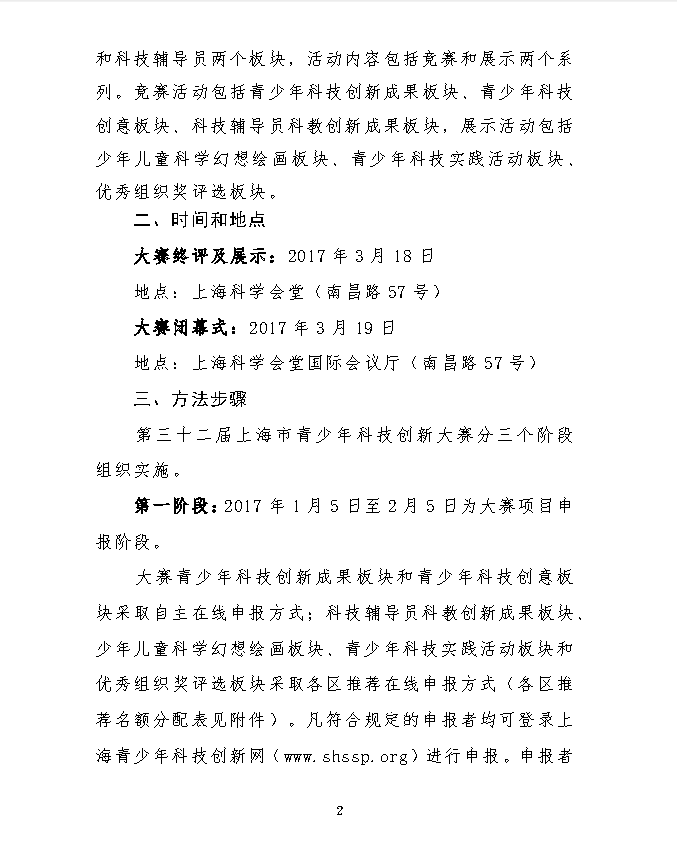 和科技辅导员两个板块，活动内容包括竞赛和展示两个系
列。竞赛活动包括青少年科技创新成果板块、青少年科技
创意板块、科技辅导员科教创新成果板块，展示活动包括
少年儿童科学幻想绘画板块、青少年科技实践活动板块、
优秀组织奖评选板块。
二、时间和地点
大赛终评及展示：2017 年 3 月 18 日
地点：上海科学会堂（南昌路 57 号）
大赛闭幕式：2017 年 3 月 19 日
地点：上海科学会堂国际会议厅（南昌路 57 号）
三、方法步骤
第三十二届上海市青少年科技创新大赛分三个阶段
组织实施。
第一阶段：2017 年 1 月 5 日至 2 月 5 日为大赛项目申
报阶段。
大赛青少年科技创新成果板块和青少年科技创意板
块采取自主在线申报方式；科技辅导员科教创新成果板块、
少年儿童科学幻想绘画板块、青少年科技实践活动板块和
优秀组织奖评选板块采取各区推荐在线申报方式（各区推
荐名额分配表见附件）。凡符合规定的申报者均可登录上
海青少年科技创新网（www.shssp.org）进行申报。申报者
2